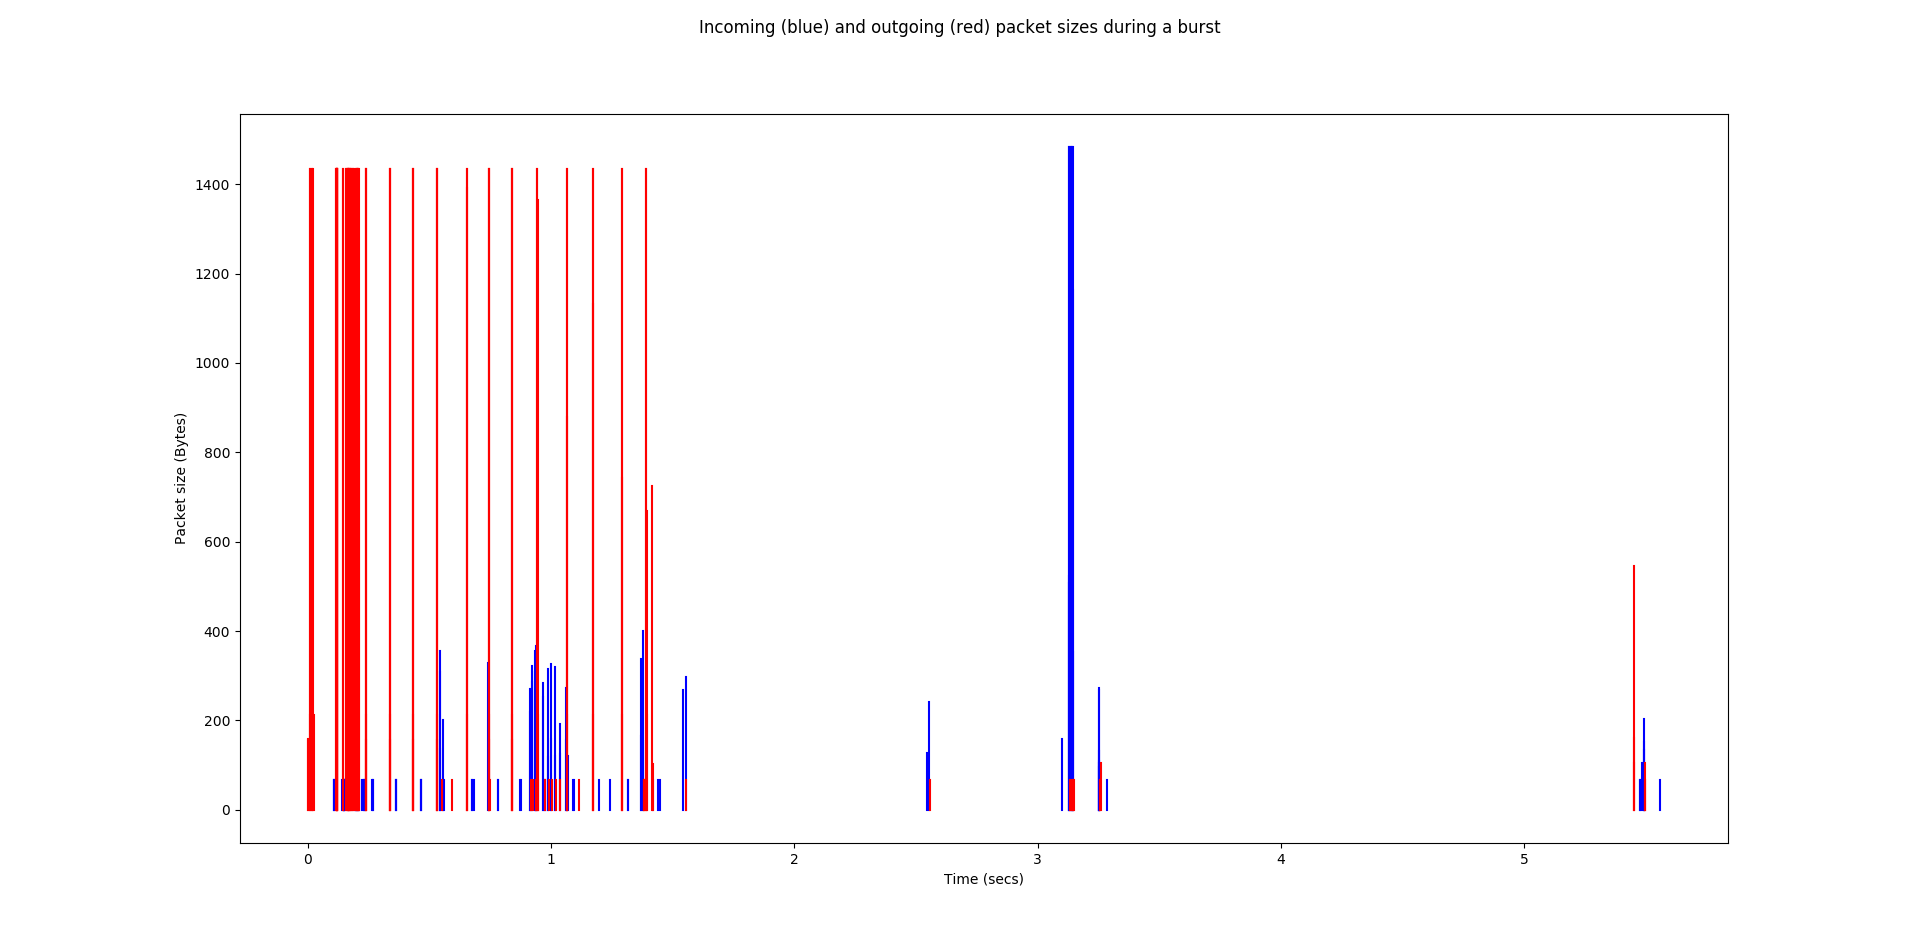 Incoming (blue) and outgoing (red) packet sizes during a burst
1400
1200
1000
800
600
400
200
0
Packet size (Bytes)
0 1 2 3 4 5
Time (secs)